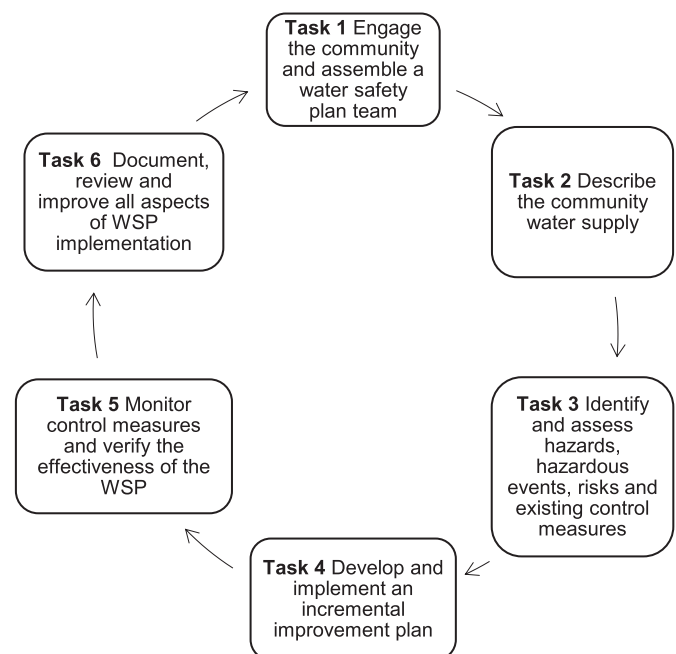 Task 1 Engage
the community
and assemble a
water safety
plan team
Task 2 Describe
the community
water supply
Task 3 Identify
and assess
hazards,
hazardous
events, risks and
existing control
measures
Task 4 Develop and
implement an
incremental
improvement plan
Task 5 Monitor
control measures
and verify the
effectiveness of the
WSP
Task 6 Document,
review and
improve all aspects
of WSP
implementation